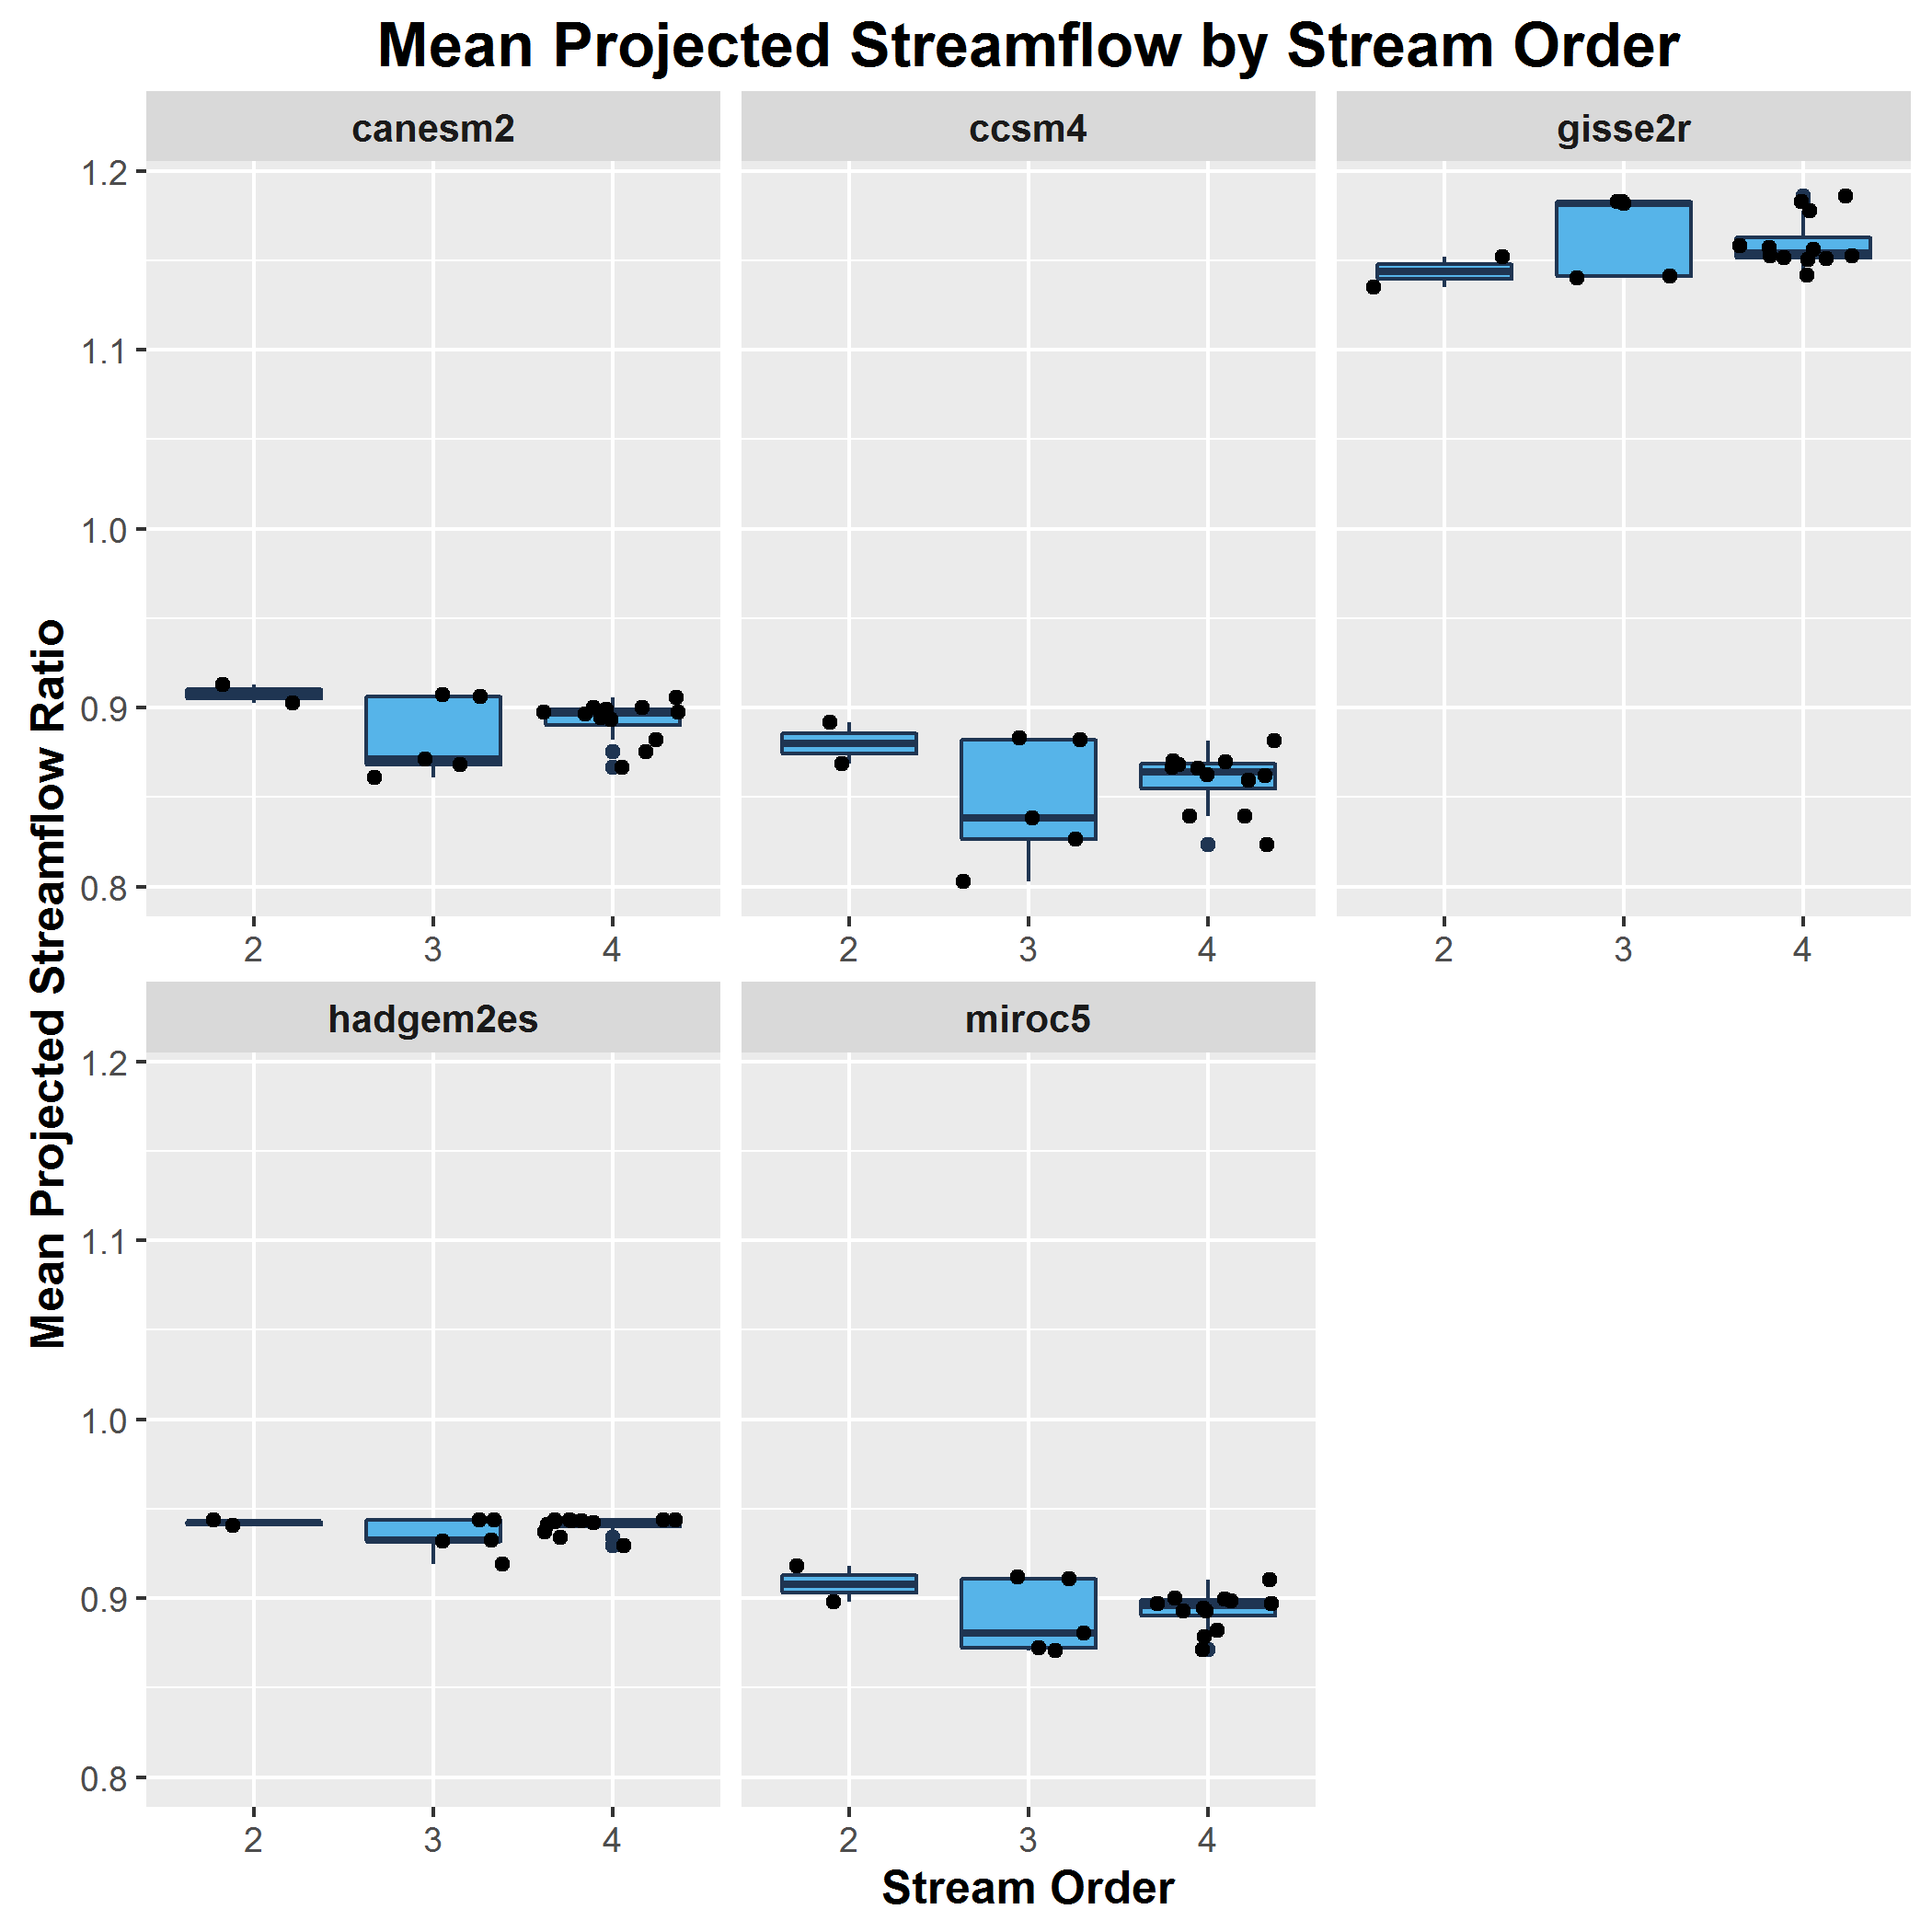 Mean Projected Streamflow by Stream Order
canesm2
ccsm4
gisse2r
1.2
1.1
1.0
0.9
0.8
2 3 4
2 3 4
2 3 4
Mean Projected Streamflow Ratio
hadgem2es
miroc5
1.2
1.1
1.0
0.9
0.8
2 3 4
2 3 4
Stream Order